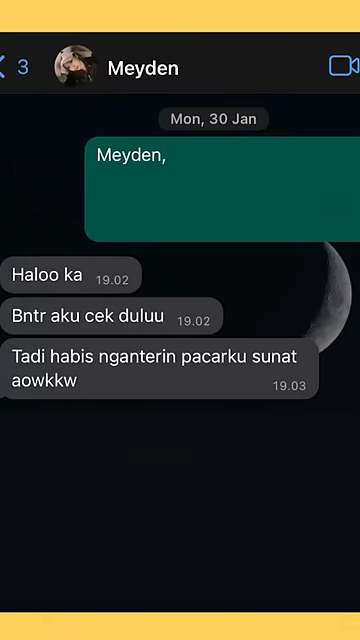 3
Meyden
Mon, 30 Jan
Meyden,
Haloo ka 19.02
Bntr aku cek duluu 19.02
Tadi habis nganterin pacarku sunat
aowkkw 19.03